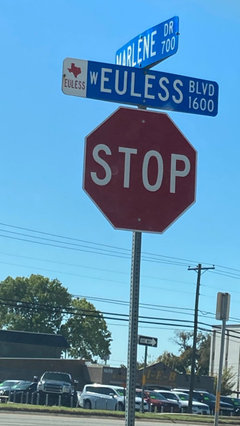 MARLENE DR
700
EULESS
W EULESS BLVD
1600
STOP